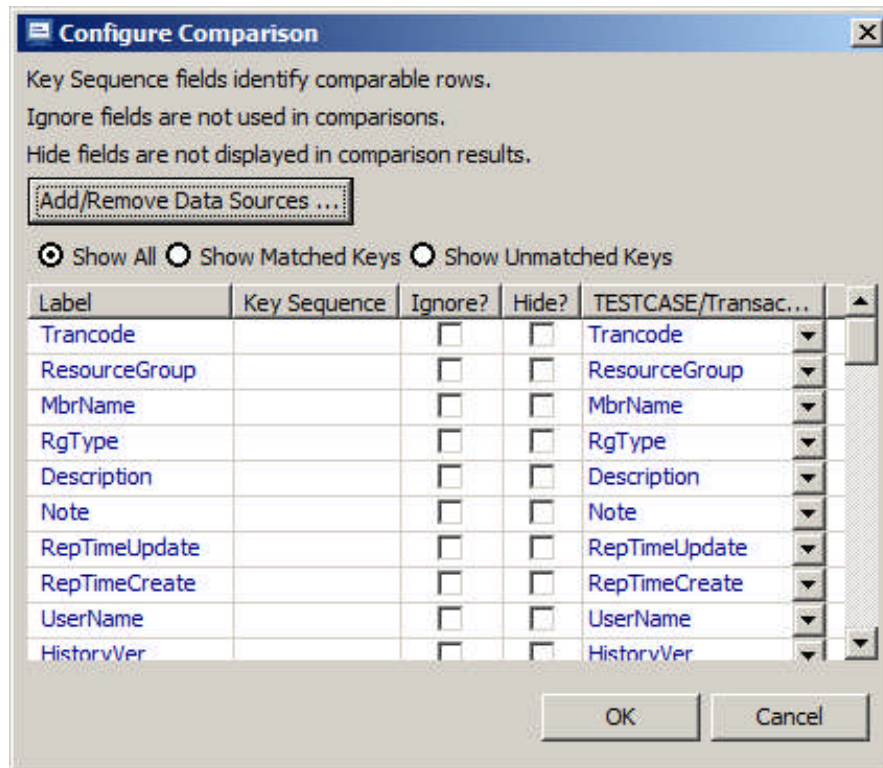 Configure Comparison
Key Sequence fields identify comparable rows.
Ignore fields are not used in comparisons.
Hide fields are not displayed in comparison results.
Add/Remove Data Sources ...
Show All Show Matched Keys Show Unmatched Keys
Label Key Sequence Ignore? Hide? TESTCASE/Transac...
Trancode Trancode
ResourceGroup ResourceGroup
MbrName MbrName
RgType RgType
Description Description
Note Note
RepTimeUpdate RepTimeUpdate
RepTimeCreate RepTimeCreate
UserName UserName
HistoryVer HistoryVer
OK Cancel